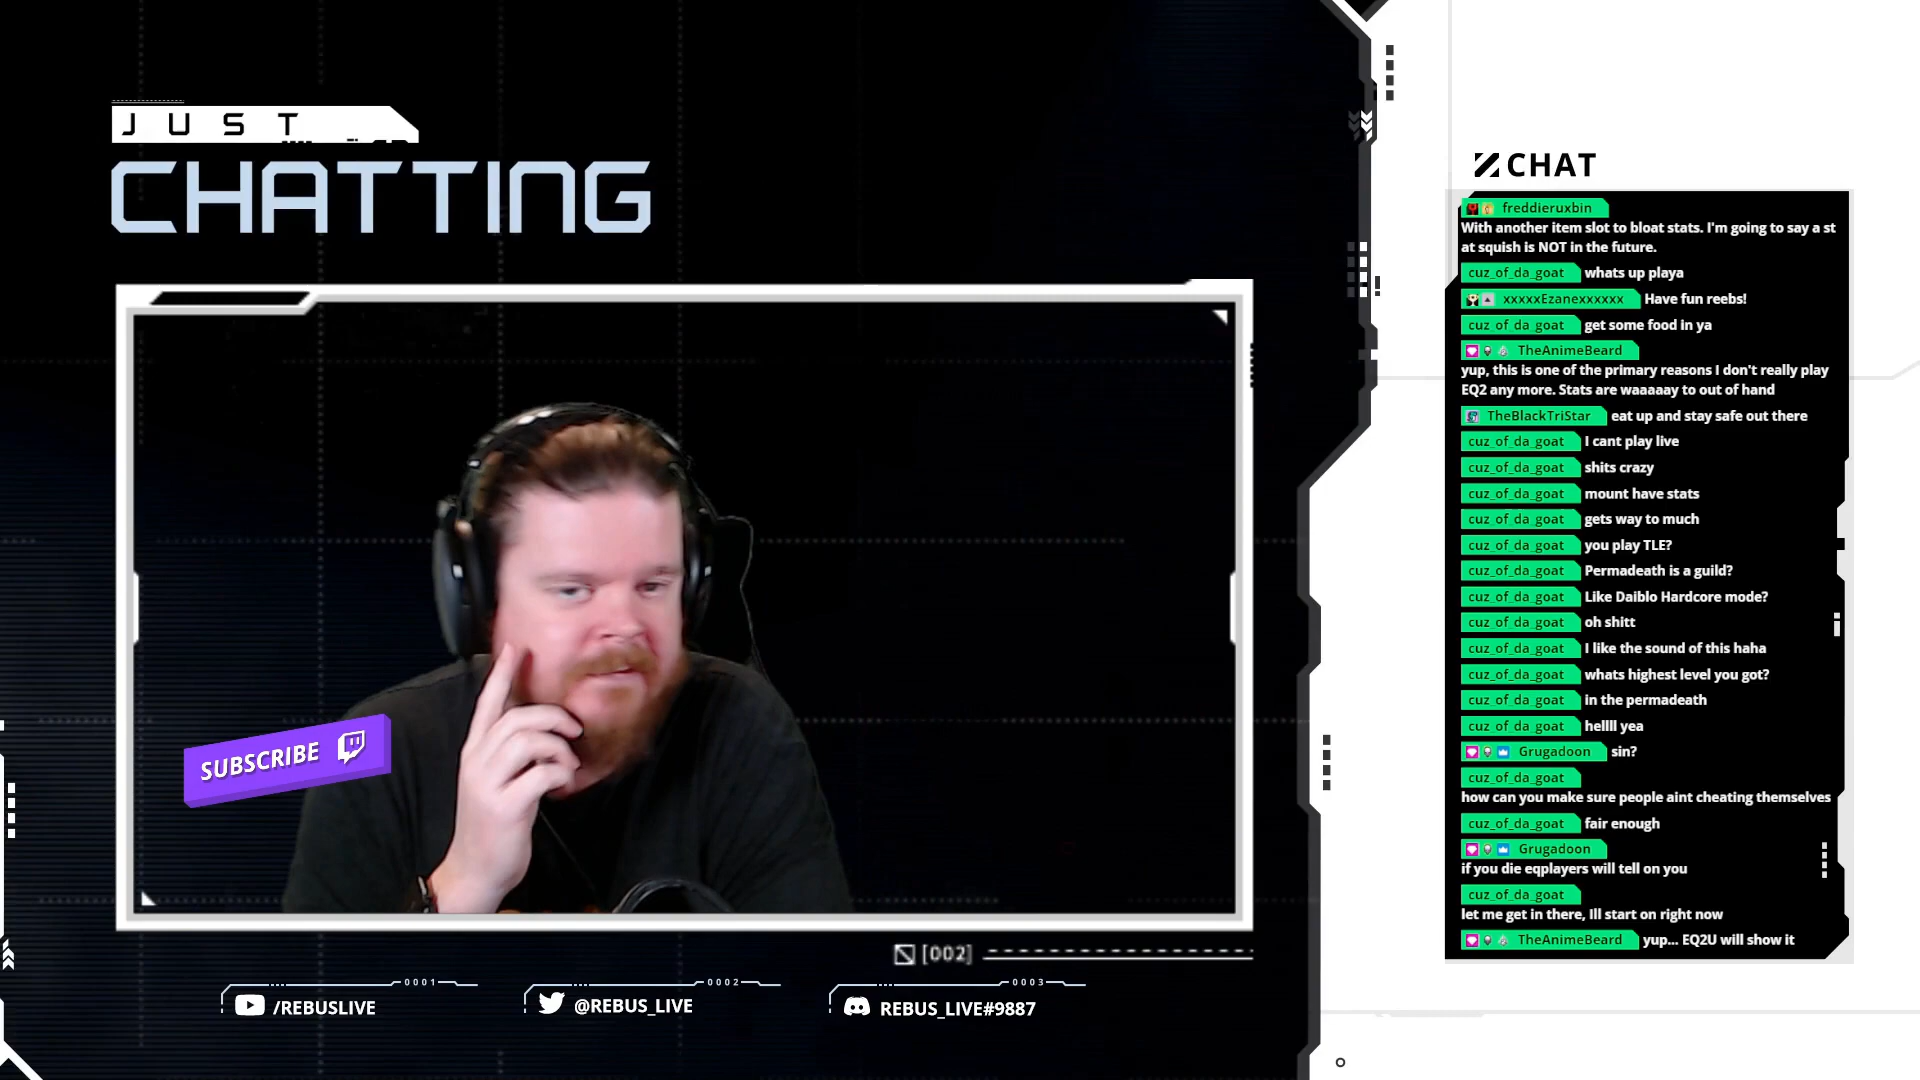 JUST
CHATTING
SUBSCRIBE
[002]
0001
/REBUSLIVE
0002
@REBUS_LIVE
0003
REBUS_LIVE#9887
CHAT
freddieruxbin
With another item slot to bloat stats. I'm going to say a st
at squish is NOT in the future.
cuz_of_da_goat whats up playa
xxxxxEzanexxxxxx Have fun reebs!
cuz_of_da_goat get some food in ya
TheAnimeBeard
yup, this is one of the primary reasons I don't really play
EQ2 any more. Stats are waaaaay to out of hand
TheBlackTriStar eat up and stay safe out there
cuz_of_da_goat I cant play live
cuz_of_da_goat shits crazy
cuz_of_da_goat mount have stats
cuz_of_da_goat gets way to much
cuz_of_da_goat you play TLE?
cuz_of_da_goat Permadeath is a guild?
cuz_of_da_goat Like Daiblo Hardcore mode?
cuz_of_da_goat oh shitt
cuz_of_da_goat I like the sound of this haha
cuz_of_da_goat whats highest level you got?
cuz_of_da_goat in the permadeath
cuz_of_da_goat hellll yea
Grugadoon sin?
cuz_of_da_goat
how can you make sure people aint cheating themselves
cuz_of_da_goat fair enough
Grugadoon
if you die eqplayers will tell on you
cuz_of_da_goat
let me get in there, Ill start on right now
TheAnimeBeard yup... EQ2U will show it